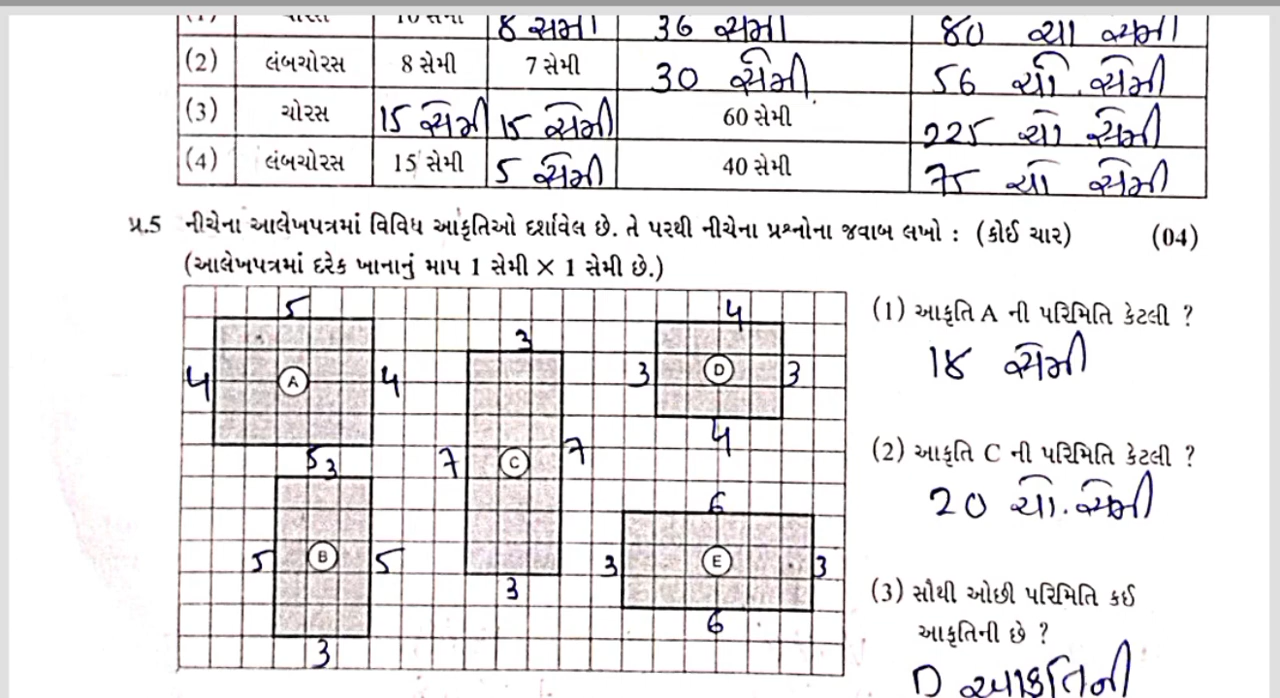 8 સેમી 36 સેમી 80 ચો સેમી
(2) લંબચોરસ 8 સેમી 7 સેમી 30 સેમી 56 ચો. સેમી
(3) ચોરસ 15 સેમી 15 સેમી 60 સેમી 225 ચો સેમી
(4) લંબચોરસ 15 સેમી 5 સેમી 40 સેમી 75 ચો સેમી
પ્ર.5 નીચેના આલેખપત્રમાં વિવિધ આકૃતિઓ દર્શાવેલ છે. તે પરથી નીચેના પ્રશ્નોના જવાબ લખો : (કોઈ ચાર) (04)
(આલેખપત્રમાં દરેક ખાનાનું માપ 1 સેમી × 1 સેમી છે.)
5
4 A 4
5
3
7 C 7
3
4
3 D 3
4
3
5 B 5
3
6
3 E 3
6
(1) આકૃતિ A ની પરિમિતિ કેટલી ?
18 સેમી
(2) આકૃતિ C ની પરિમિતિ કેટલી ?
20 ચો. સેમી
(3) સૌથી ઓછી પરિમિતિ કઈ
આકૃતિની છે ?
D આકૃતિની